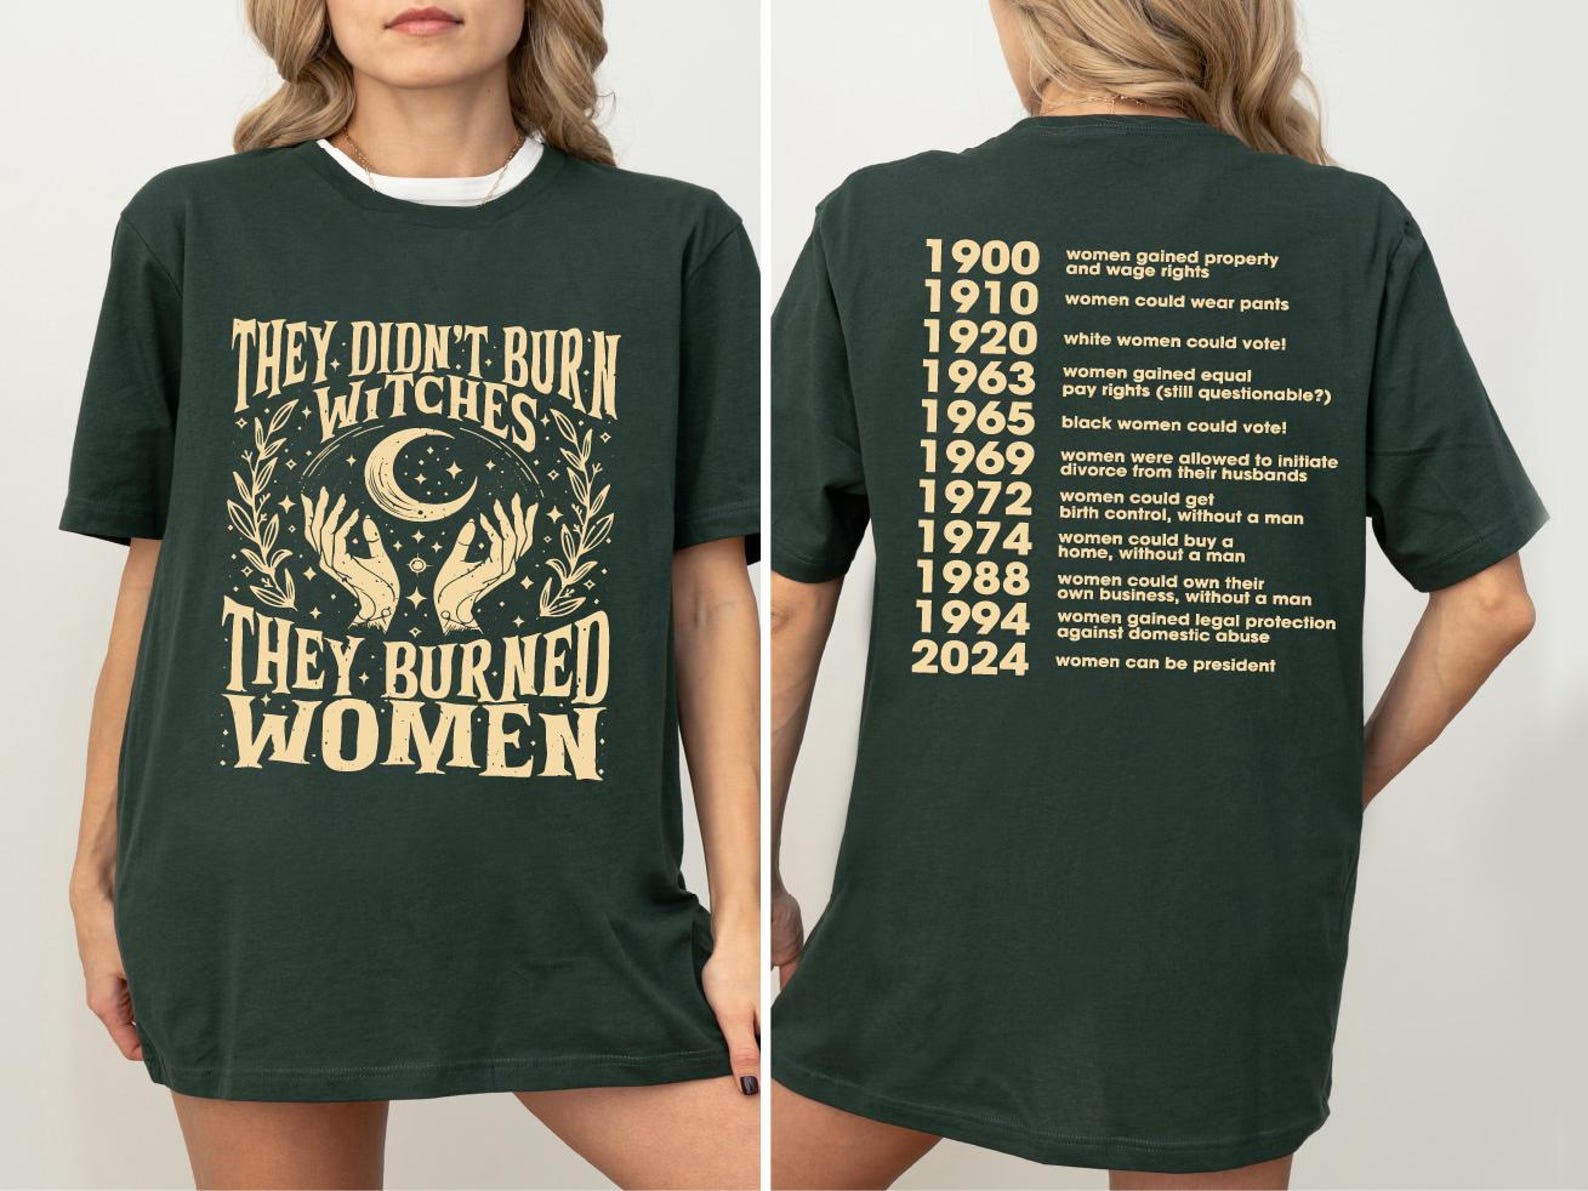 THEY DIDN'T BURN
WITCHES
THEY BURNED
WOMEN
1900 women gained property
and wage rights
1910 women could wear pants
1920 white women could vote!
1963 women gained equal
pay rights (still questionable?)
1965 black women could vote!
1969 women were allowed to initiate
divorce from their husbands
1972 women could get
birth control, without a man
1974 women could buy a
home, without a man
1988 women could own their
own business, without a man
1994 women gained legal protection
against domestic abuse
2024 women can be president